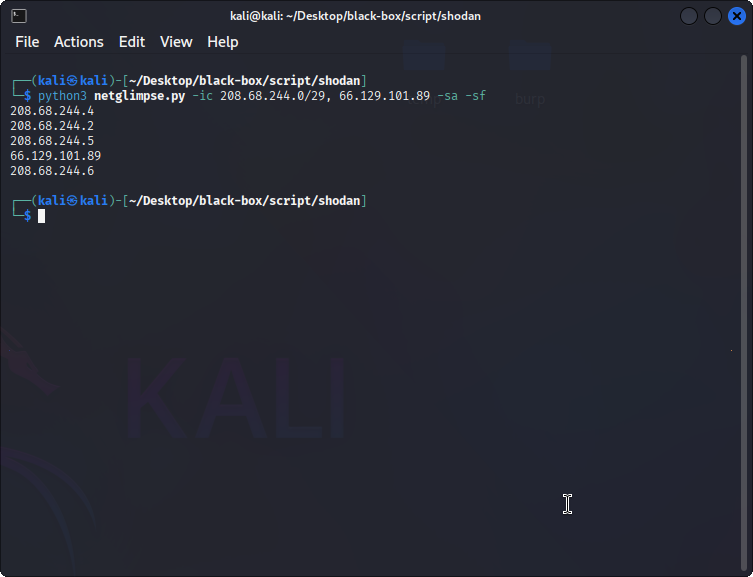 kali@kali: ~/Desktop/black-box/script/shodan
File Actions Edit View Help
┌──(kali㉿kali)-[~/Desktop/black-box/script/shodan]
└─$ python3 netglimpse.py -ic 208.68.244.0/29, 66.129.101.89 -sa -sf
burp
208.68.244.4
208.68.244.2
208.68.244.5
66.129.101.89
208.68.244.6
┌──(kali㉿kali)-[~/Desktop/black-box/script/shodan]
└─$
KALI